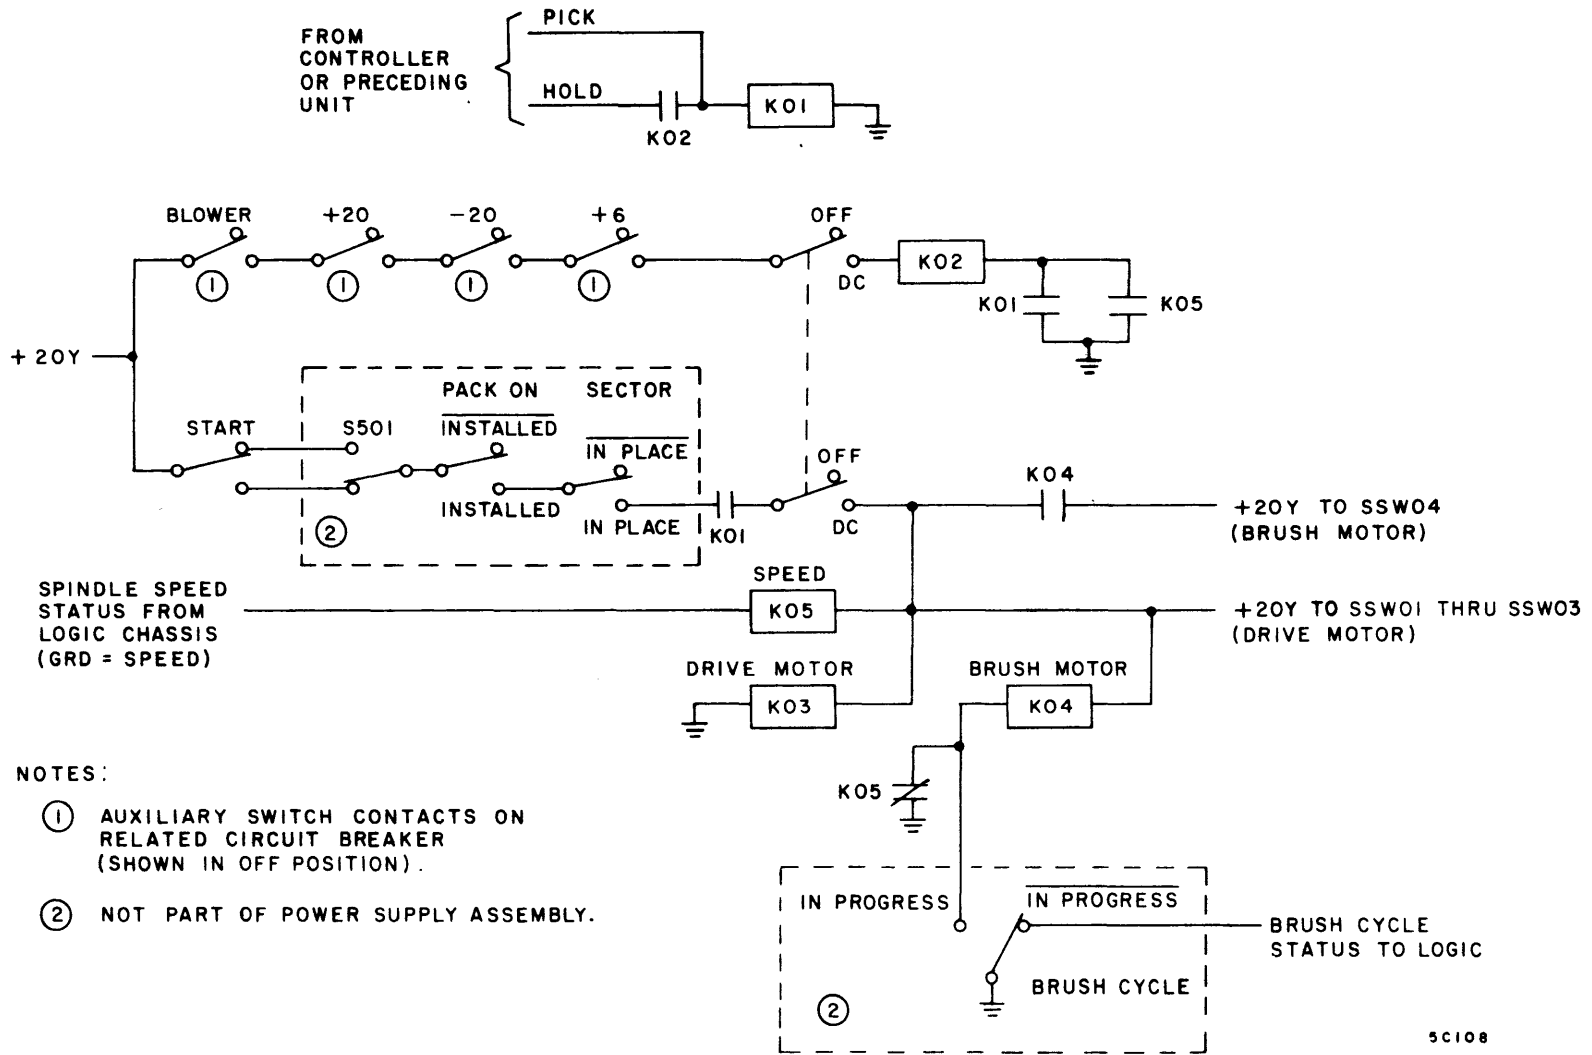 FROM
CONTROLLER
OR PRECEDING
UNIT
PICK
HOLD
K02
K01
BLOWER
+20
-20
+6
OFF
1
1
1
1
DC
K02
K01
K05
+20Y
PACK ON
SECTOR
START
S501
INSTALLED
IN PLACE
OFF
K04
INSTALLED
IN PLACE
K01
DC
2
+20Y TO SSW04
(BRUSH MOTOR)
SPINDLE SPEED
STATUS FROM
LOGIC CHASSIS
(GRD = SPEED)
SPEED
K05
+20Y TO SSW01 THRU SSW03
(DRIVE MOTOR)
DRIVE MOTOR
K03
BRUSH MOTOR
K04
K05
NOTES:
1 AUXILIARY SWITCH CONTACTS ON
RELATED CIRCUIT BREAKER
(SHOWN IN OFF POSITION).
2 NOT PART OF POWER SUPPLY ASSEMBLY.
IN PROGRESS
IN PROGRESS
BRUSH CYCLE
STATUS TO LOGIC
BRUSH CYCLE
2
5C108